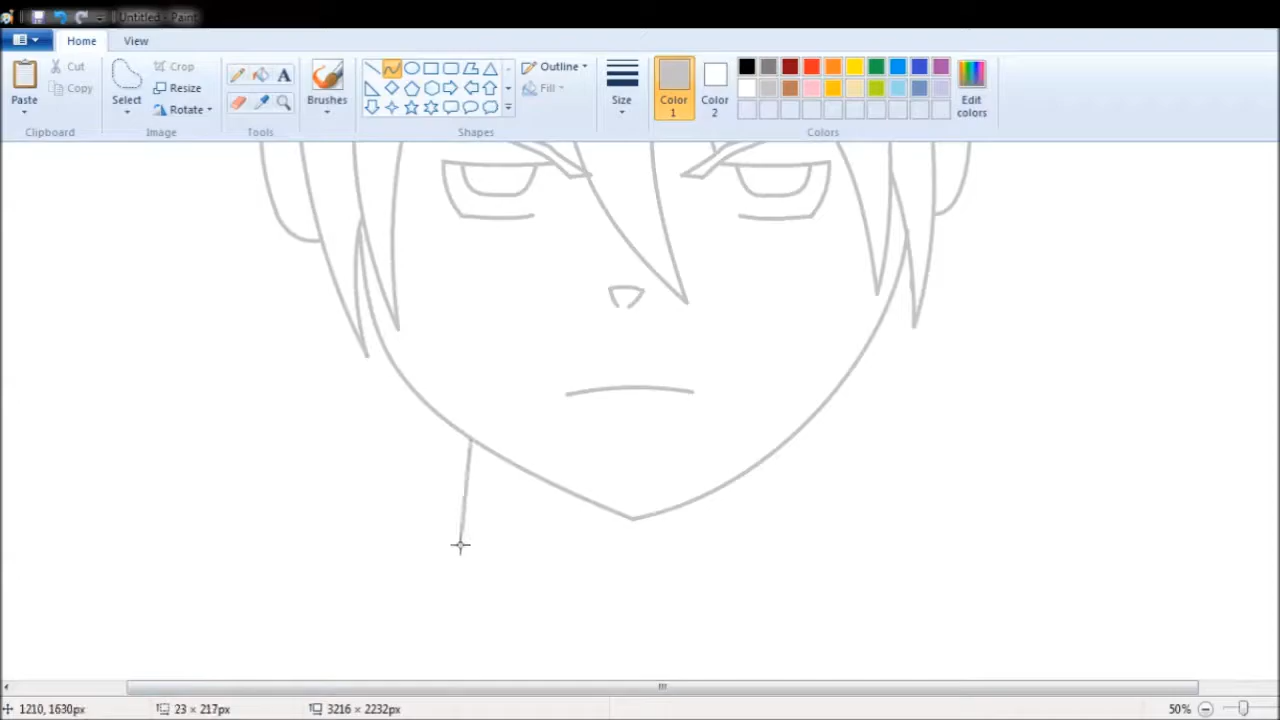 Untitled - Paint
Home View
Cut Crop Outline
Copy Resize Fill
Paste Select Rotate Brushes Size Color 1 Color 2 Edit colors
Clipboard Image Tools Shapes Colors
1210, 1630px 23 × 217px 3216 × 2232px 50%